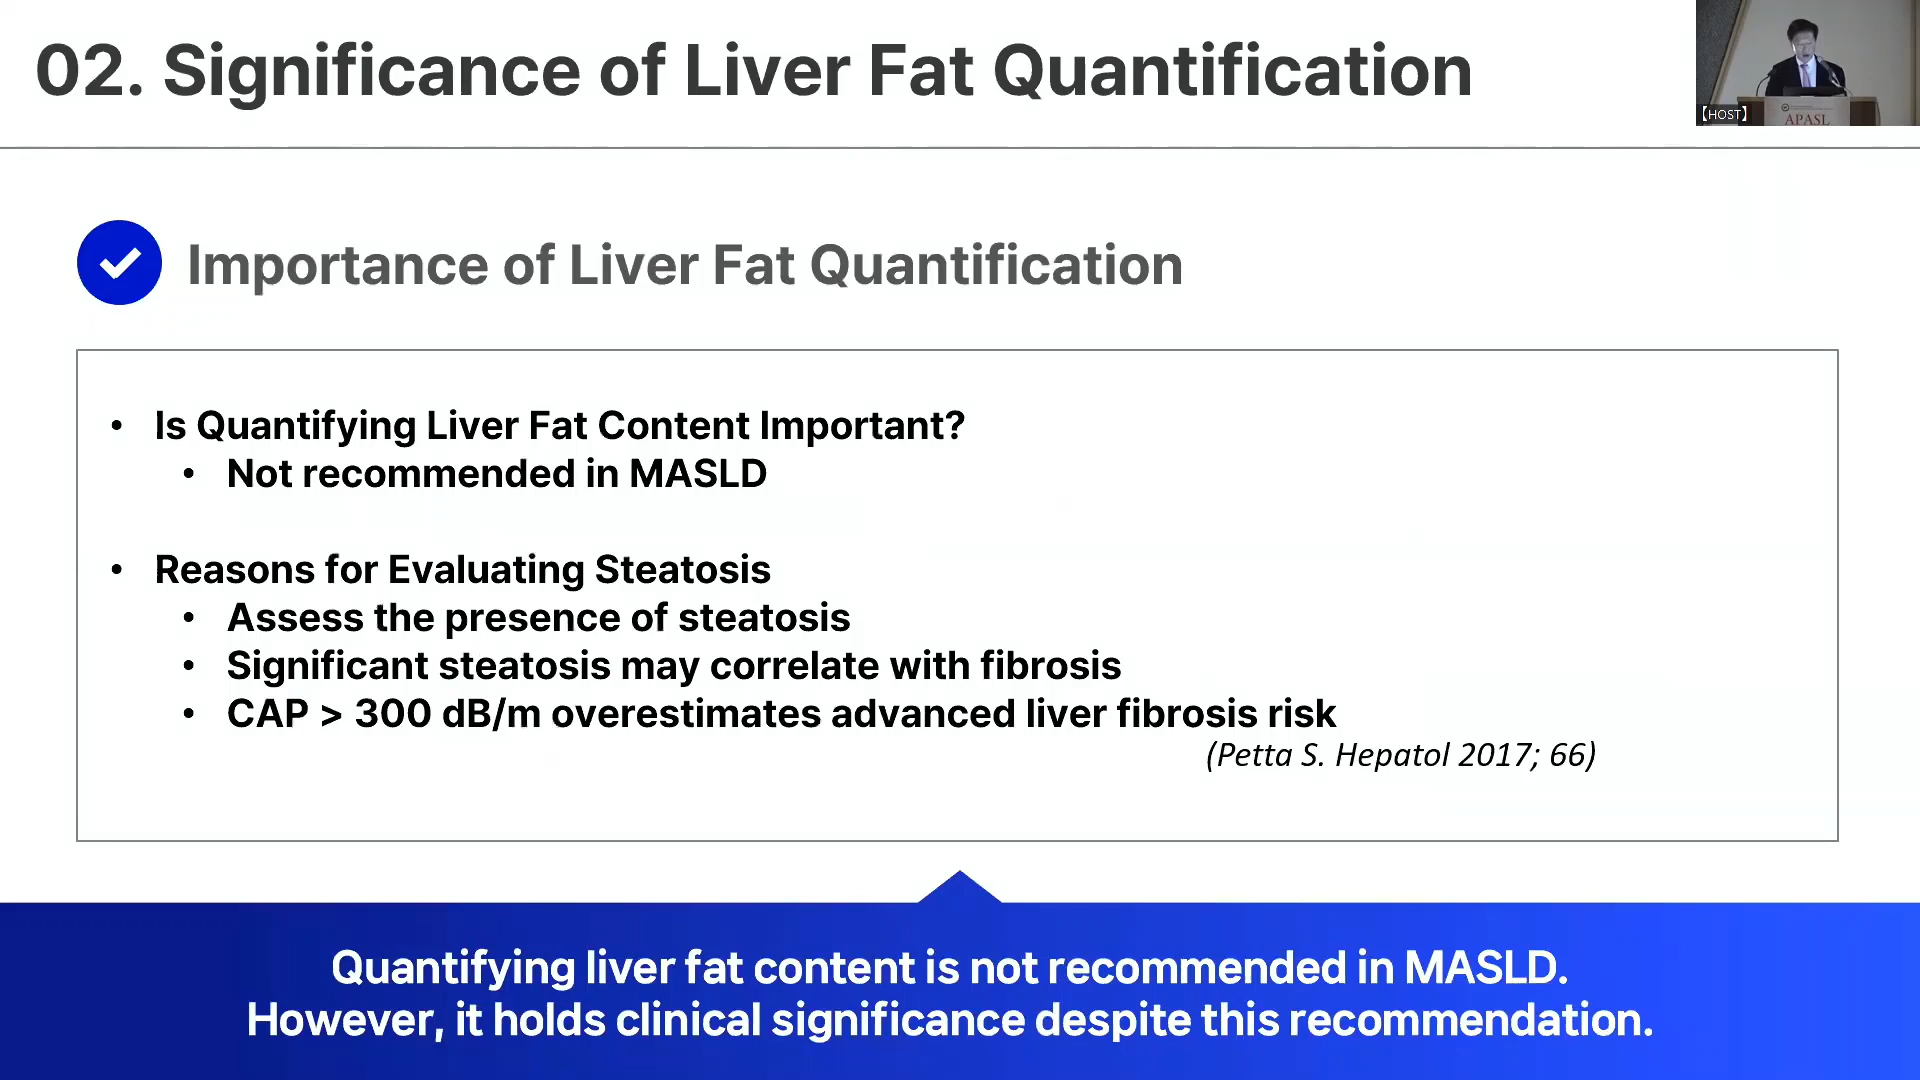 02. Significance of Liver Fat Quantification
【HOST】
APASL
Importance of Liver Fat Quantification
• Is Quantifying Liver Fat Content Important?
• Not recommended in MASLD
• Reasons for Evaluating Steatosis
• Assess the presence of steatosis
• Significant steatosis may correlate with fibrosis
• CAP > 300 dB/m overestimates advanced liver fibrosis risk
(Petta S. Hepatol 2017; 66)
Quantifying liver fat content is not recommended in MASLD.
However, it holds clinical significance despite this recommendation.